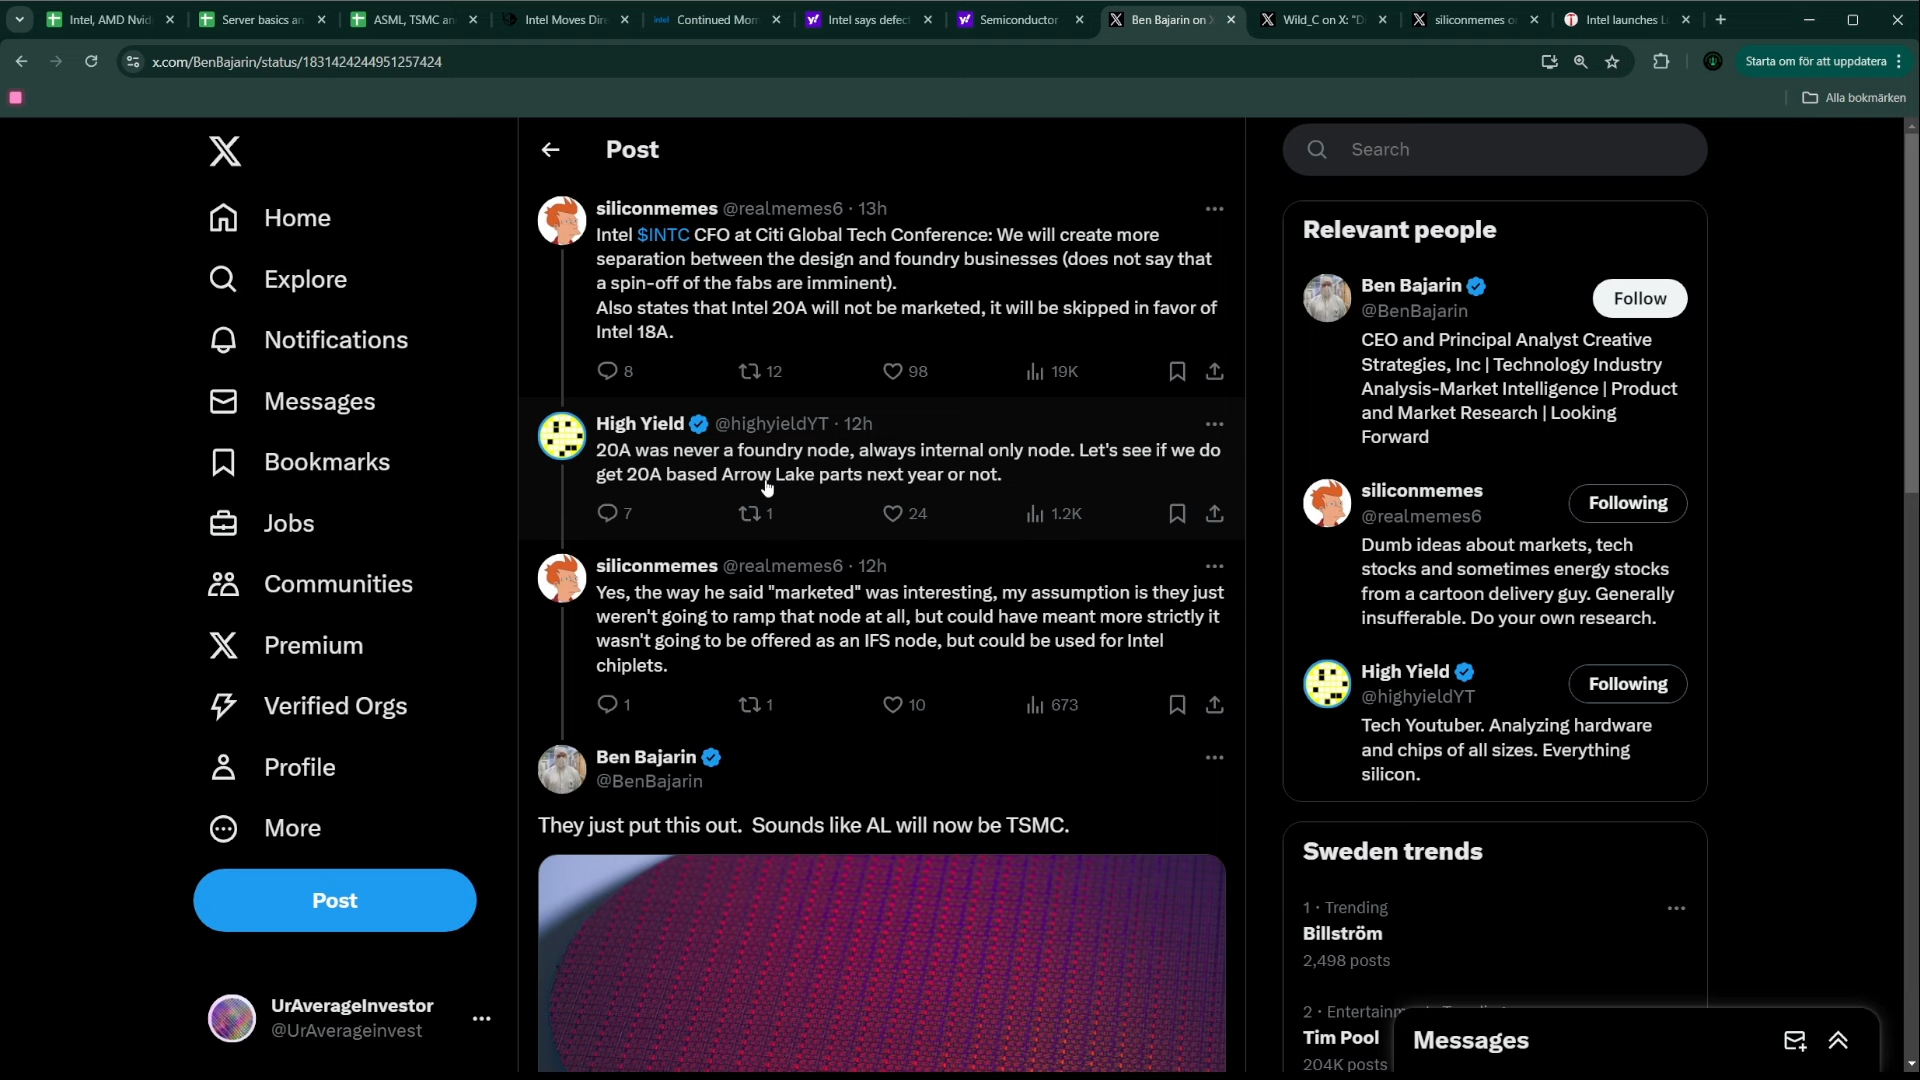 Intel, AMD Nvid
Server basics an
ASML, TSMC an
Intel Moves Dire
Continued Mom
Intel says defect
Semiconductor
Ben Bajarin on X
Wild_C on X: "D
siliconmemes o
Intel launches L
x.com/BenBajarin/status/1831424244951257424
Starta om för att uppdatera
Alla bokmärken
Home
Explore
Notifications
Messages
Bookmarks
Jobs
Communities
Premium
Verified Orgs
Profile
More
Post
UrAverageInvestor
@UrAverageinvest
Post
siliconmemes @realmemes6 · 13h
Intel $INTC CFO at Citi Global Tech Conference: We will create more
separation between the design and foundry businesses (does not say that
a spin-off of the fabs are imminent).
Also states that Intel 20A will not be marketed, it will be skipped in favor of
Intel 18A.
8 12 98 19K
High Yield @highyieldYT · 12h
20A was never a foundry node, always internal only node. Let's see if we do
get 20A based Arrow Lake parts next year or not.
7 1 24 1.2K
siliconmemes @realmemes6 · 12h
Yes, the way he said "marketed" was interesting, my assumption is they just
weren't going to ramp that node at all, but could have meant more strictly it
wasn't going to be offered as an IFS node, but could be used for Intel
chiplets.
1 1 10 673
Ben Bajarin
@BenBajarin
They just put this out. Sounds like AL will now be TSMC.
Search
Relevant people
Ben Bajarin
@BenBajarin
Follow
CEO and Principal Analyst Creative
Strategies, Inc | Technology Industry
Analysis-Market Intelligence | Product
and Market Research | Looking
Forward
siliconmemes
@realmemes6
Following
Dumb ideas about markets, tech
stocks and sometimes energy stocks
from a cartoon delivery guy. Generally
insufferable. Do your own research.
High Yield
@highyieldYT
Following
Tech Youtuber. Analyzing hardware
and chips of all sizes. Everything
silicon.
Sweden trends
1 · Trending
Billström
2,498 posts
2 · Entertainm
Tim Pool
204K posts
Messages